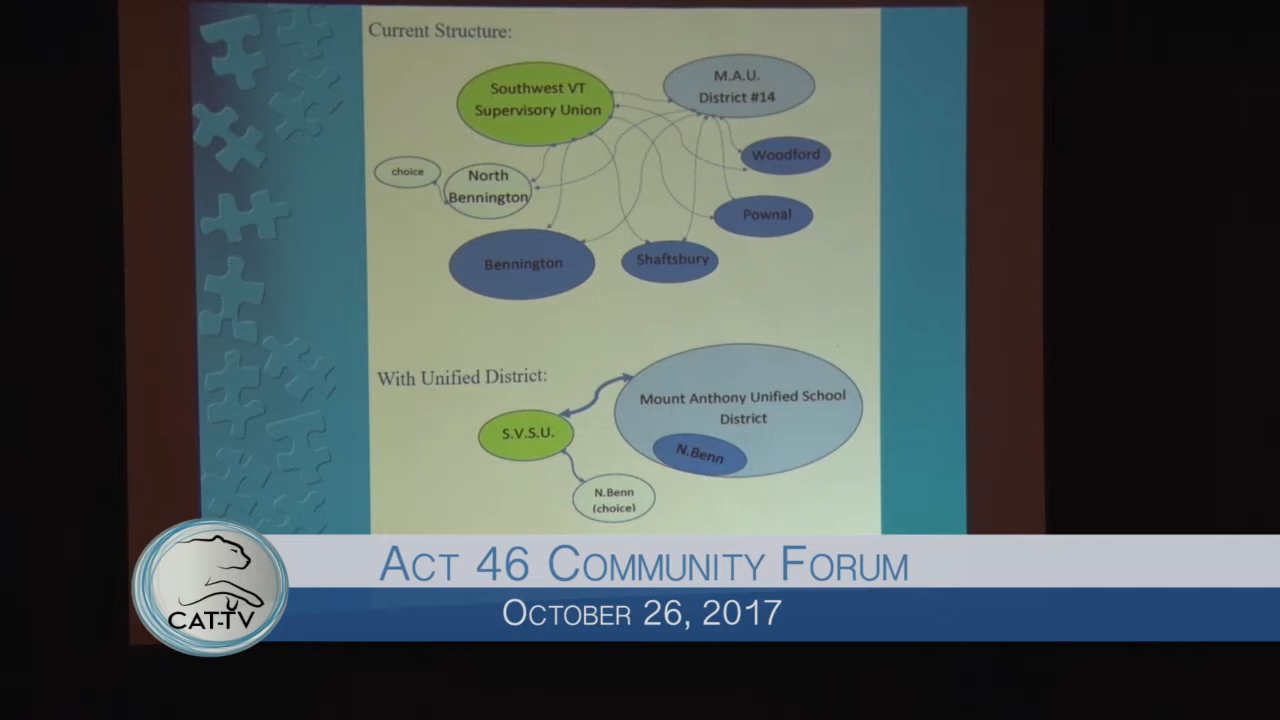 Current Structure:
Southwest VT
Supervisory Union
M.A.U.
District #14
Woodford
choice
North
Bennington
Pownal
Bennington
Shaftsbury
With Unified District:
Mount Anthony Unified School
District
S.V.S.U.
N.Benn
N.Benn
(choice)
Act 46 Community Forum
October 26, 2017
CAT-TV